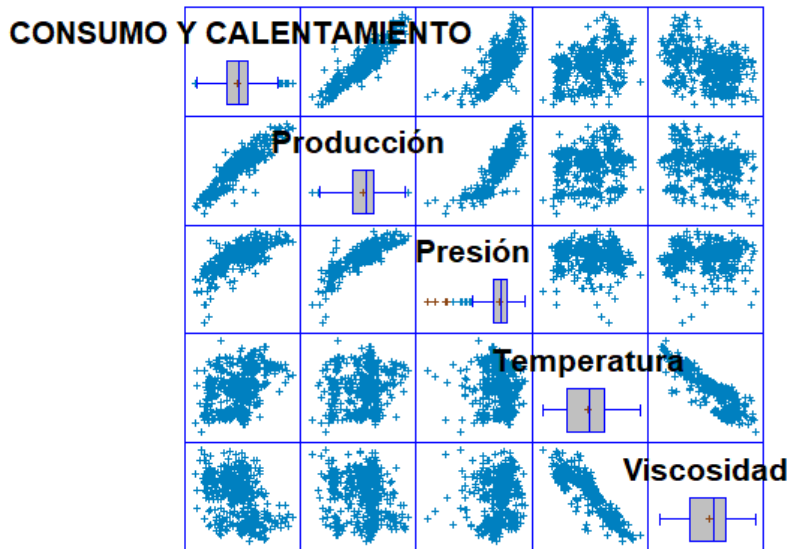 CONSUMO Y CALENTAMIENTO
Producción
Presión
Temperatura
Viscosidad